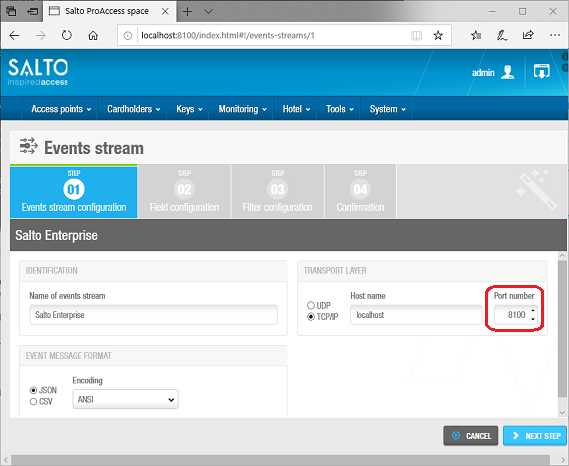 Salto ProAccess space
localhost:8100/index.html#!/events-streams/1
SALTO
inspiredaccess
admin
Access points
Cardholders
Keys
Monitoring
Hotel
Tools
System
Events stream
STEP
01
Events stream configuration
STEP
02
Field configuration
STEP
03
Filter configuration
STEP
04
Confirmation
Salto Enterprise
IDENTIFICATION
Name of events stream
Salto Enterprise
TRANSPORT LAYER
UDP
TCP/IP
Host name
localhost
Port number
8100
EVENT MESSAGE FORMAT
JSON
CSV
Encoding
ANSI
CANCEL
NEXT STEP